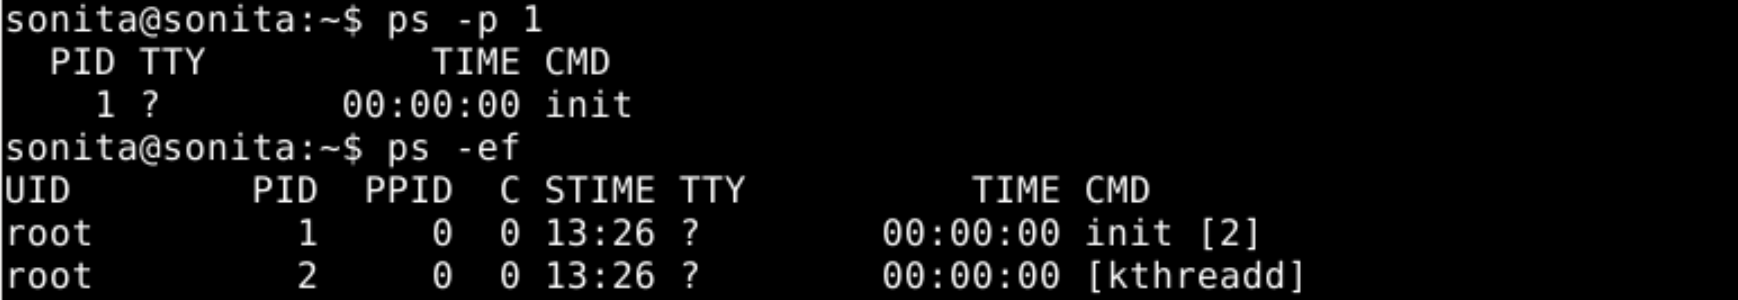 sonita@sonita:~$ ps -p 1
  PID TTY          TIME CMD
    1 ?        00:00:00 init
sonita@sonita:~$ ps -ef
UID        PID  PPID  C STIME TTY          TIME CMD
root         1     0  0 13:26 ?        00:00:00 init [2]
root         2     0  0 13:26 ?        00:00:00 [kthreadd]